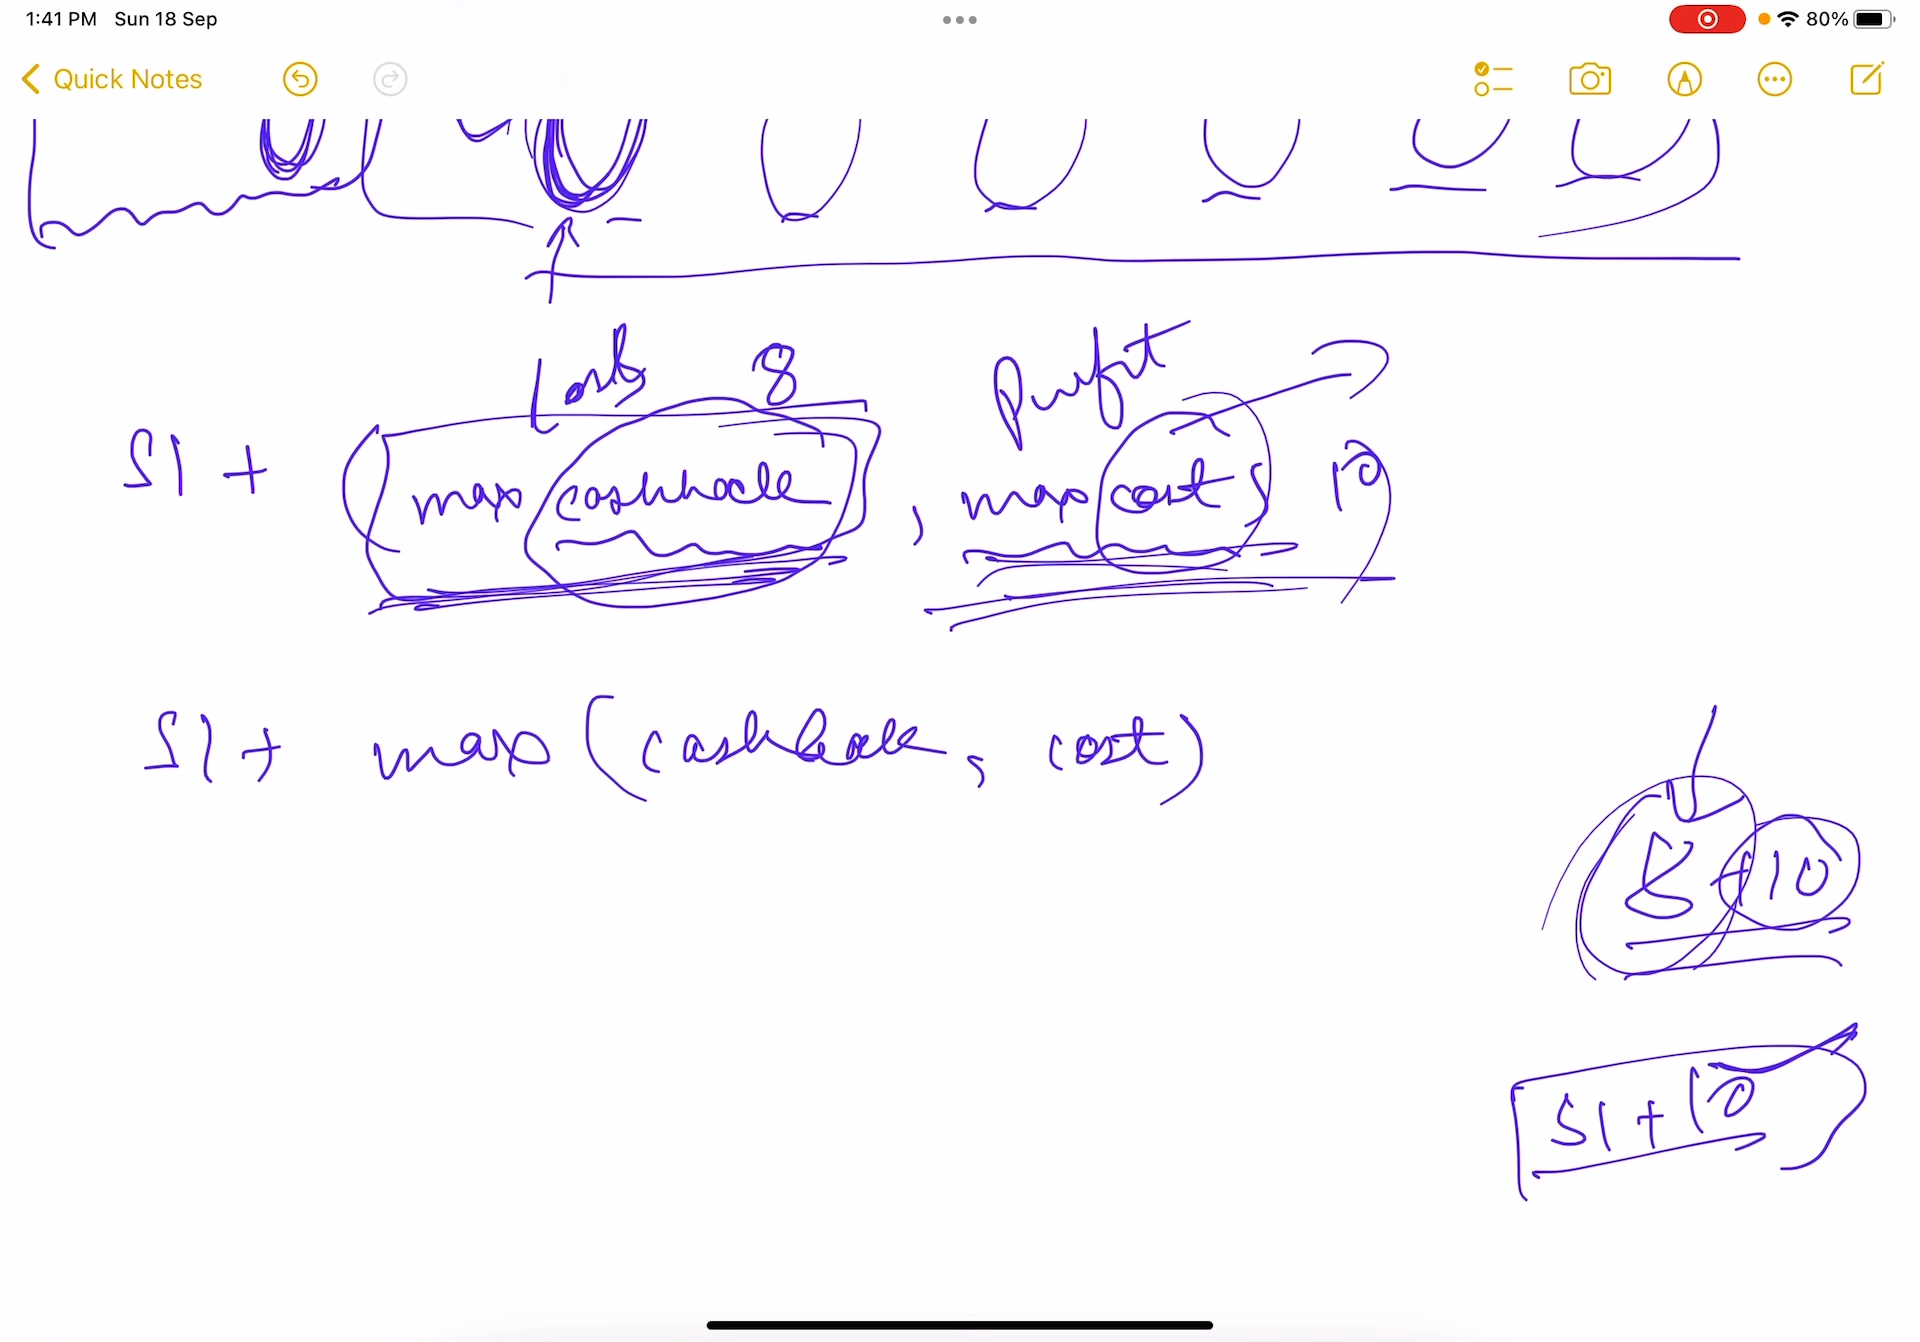 1:41 PM Sun 18 Sep
80%
Quick Notes
Loss 8 Profit
S1 + (max cashback, max cost) 10
S1 + max (cashback, cost)
8 + 10
S1 + 10